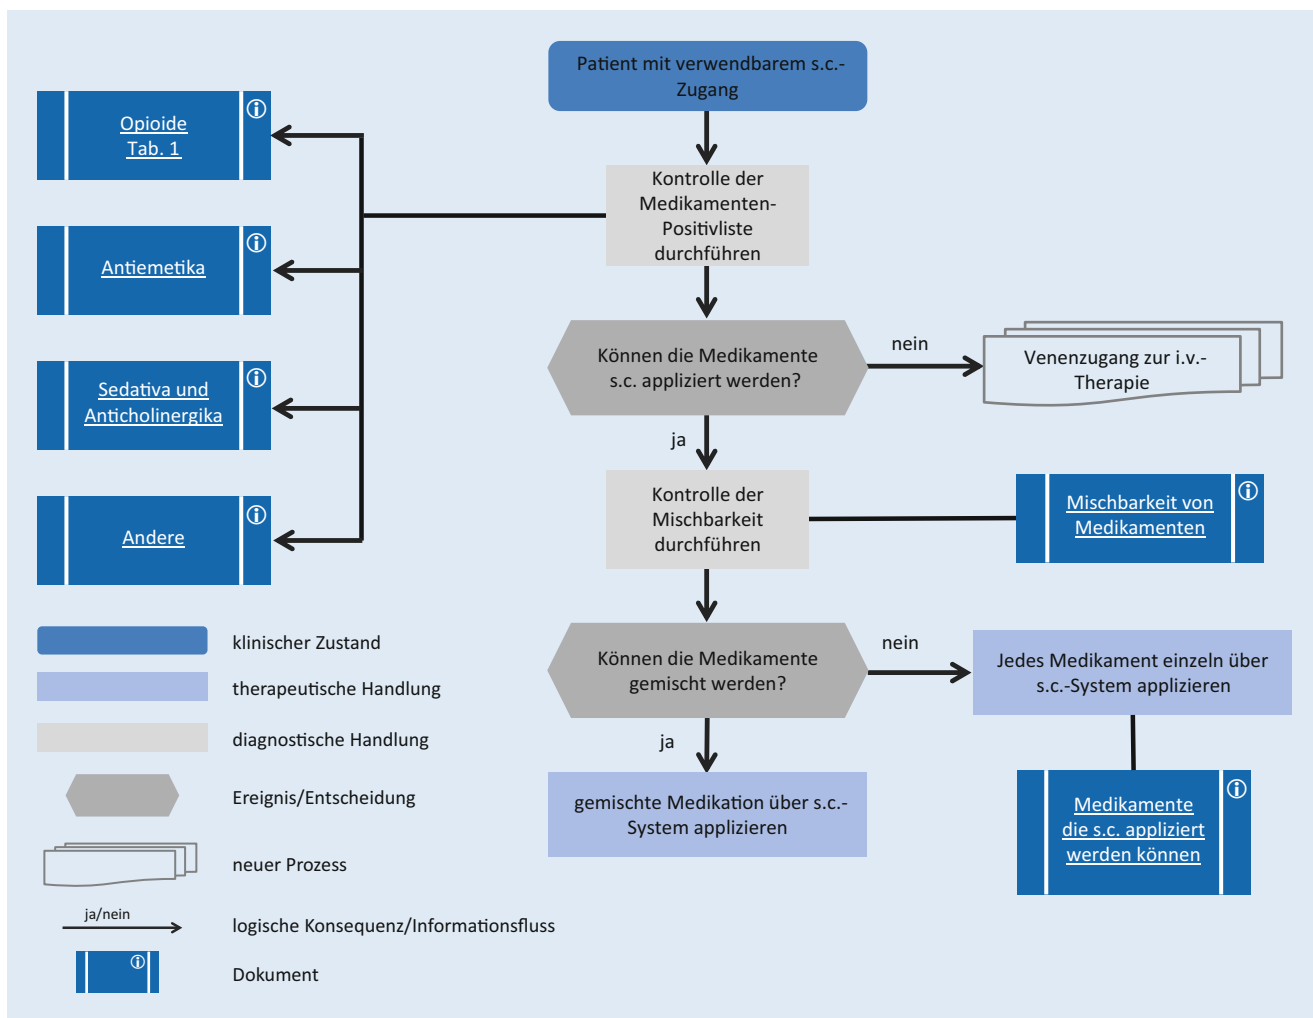 Patient mit verwendbarem s.c.-
Zugang
Opioide
Tab. 1
Kontrolle der
Medikamenten-
Positivliste
durchführen
Antiemetika
Können die Medikamente
s.c. appliziert werden?
nein
Venenzugang zur i.v.-
Therapie
Sedativa und
Anticholinergika
ja
Kontrolle der
Mischbarkeit
durchführen
Mischbarkeit von
Medikamenten
Andere
Können die Medikamente
gemischt werden?
nein
Jedes Medikament einzeln über
s.c.-System applizieren
ja
gemischte Medikation über s.c.-
System applizieren
Medikamente
die s.c. appliziert
werden können
klinischer Zustand
therapeutische Handlung
diagnostische Handlung
Ereignis/Entscheidung
neuer Prozess
ja/nein
logische Konsequenz/Informationsfluss
Dokument